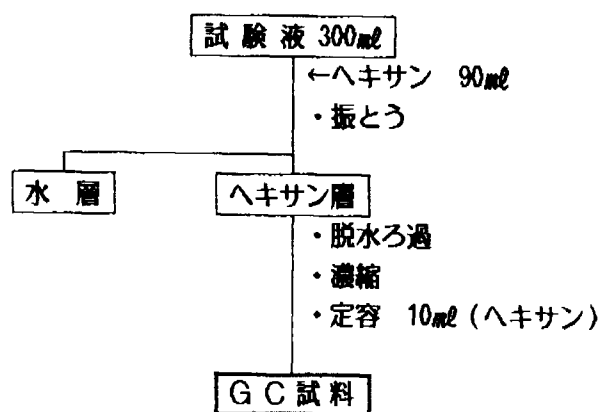 試験液 300㎖
←ヘキサン 90㎖
・振とう
水層
ヘキサン層
・脱水ろ過
・濃縮
・定容 10㎖(ヘキサン)
GC試料